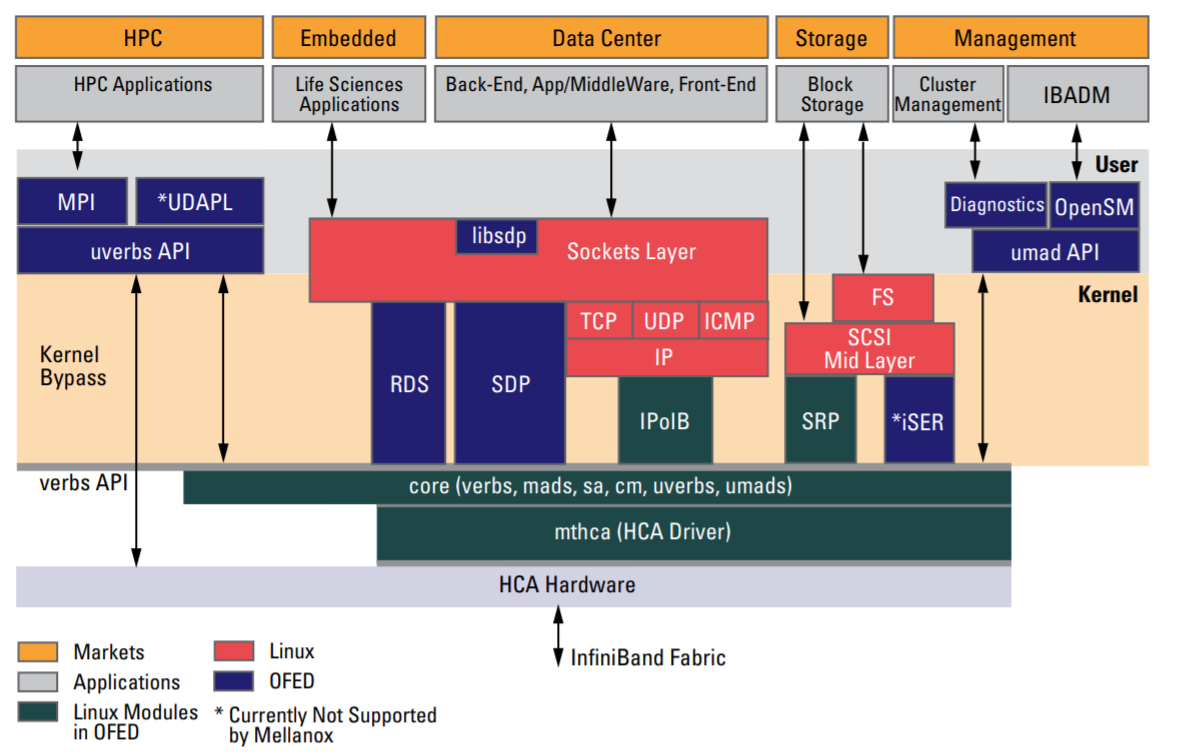 HPC
Embedded
Data Center
Storage
Management
HPC Applications
Life Sciences
Applications
Back-End, App/MiddleWare, Front-End
Block
Storage
Cluster
Management
IBADM
User
MPI
*UDAPL
uverbs API
libsdp
Sockets Layer
Diagnostics
OpenSM
umad API
Kernel
Kernel
Bypass
RDS
SDP
TCP
UDP
ICMP
IP
IPoIB
FS
SCSI
Mid Layer
SRP
*iSER
verbs API
core (verbs, mads, sa, cm, uverbs, umads)
mthca (HCA Driver)
HCA Hardware
InfiniBand Fabric
Markets
Applications
Linux Modules
in OFED
Linux
OFED
* Currently Not Supported
by Mellanox